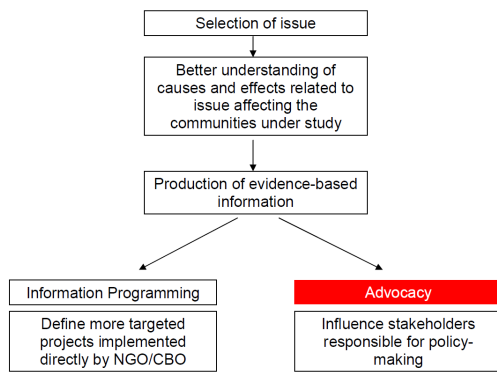 Selection of issue
Better understanding of
causes and effects related to
issue affecting the
communities under study
Production of evidence-based
information
Information Programming
Define more targeted
projects implemented
directly by NGO/CBO
Advocacy
Influence stakeholders
responsible for policy-
making